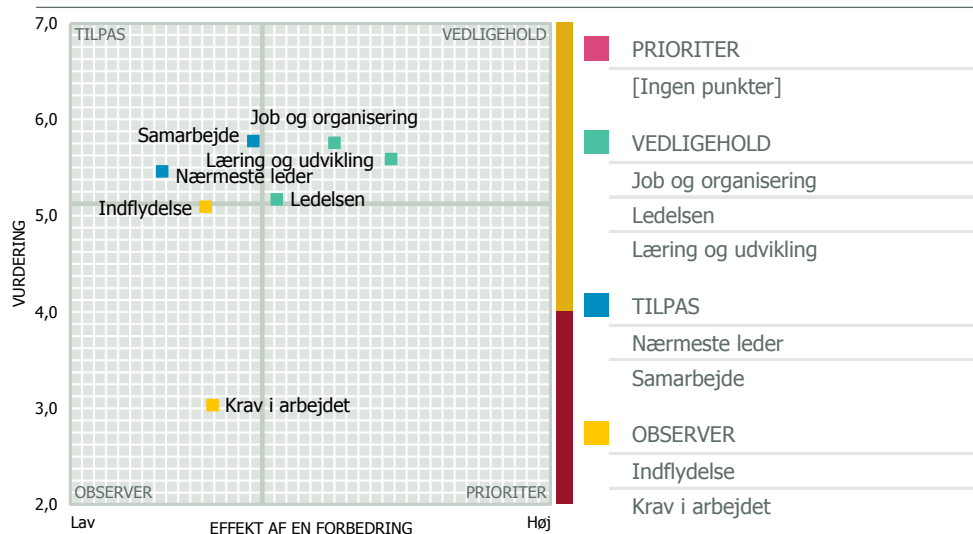 7,0
TILPAS
VEDLIGEHOLD
6,0
Job og organisering
Samarbejde
Læring og udvikling
Nærmeste leder
Ledelsen
Indflydelse
5,0
VURDERING
4,0
3,0
Krav i arbejdet
2,0
OBSERVER
PRIORITER
Lav
EFFEKT AF EN FORBEDRING
Høj
PRIORITER
[Ingen punkter]
VEDLIGEHOLD
Job og organisering
Ledelsen
Læring og udvikling
TILPAS
Nærmeste leder
Samarbejde
OBSERVER
Indflydelse
Krav i arbejdet